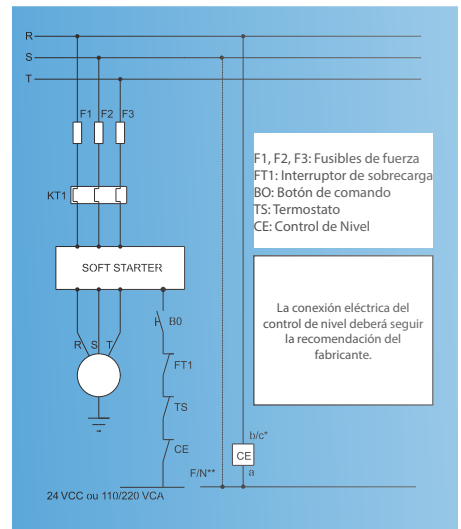 R
S
T
F1 F2 F3
KT1
SOFT STARTER
R S T
B0
FT1
TS
CE
b/c*
CE
a
F/N**
24 VCC ou 110/220 VCA
F1, F2, F3: Fusibles de fuerza
FT1: Interruptor de sobrecarga
BO: Botón de comando
TS: Termostato
CE: Control de Nivel
La conexión eléctrica del
control de nivel deberá seguir
la recomendación del
fabricante.